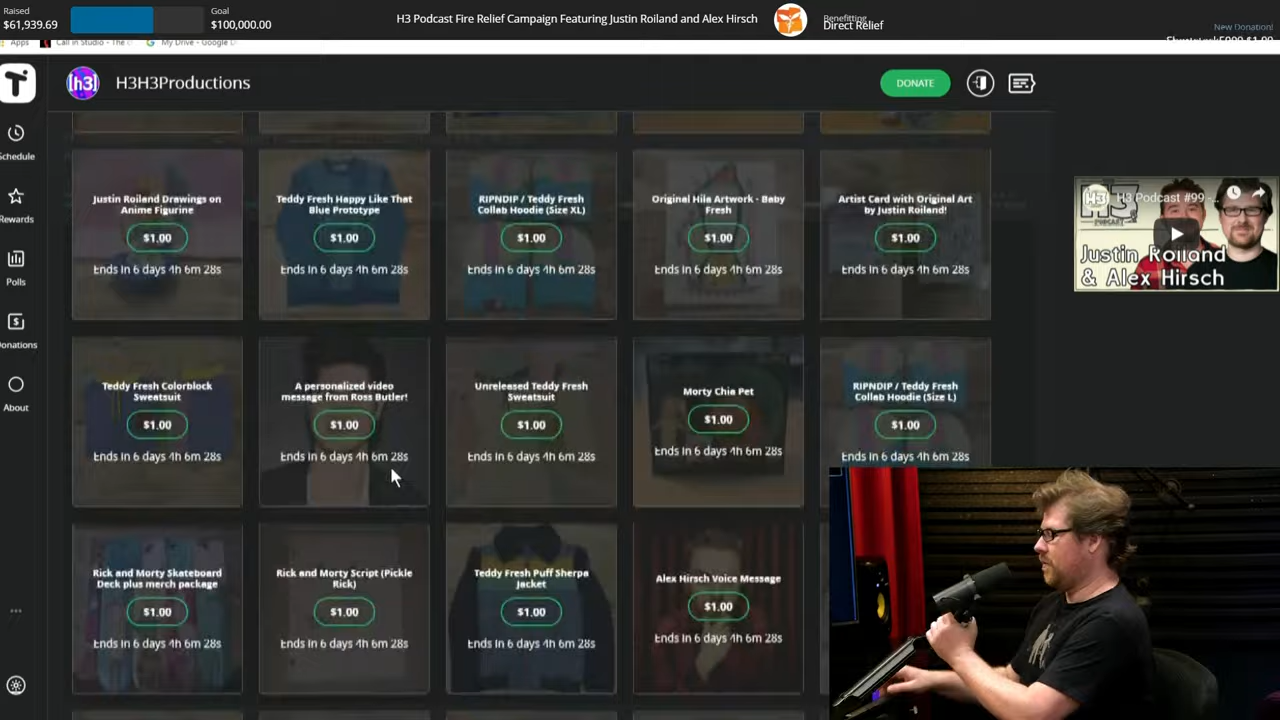 Raised
$61,939.69
Goal
$100,000.00
H3 Podcast Fire Relief Campaign Featuring Justin Roiland and Alex Hirsch
Benefitting
Direct Relief
New Donation!
Apps
Call in Studio - The
My Drive - Google D
T
[h3]
H3H3Productions
DONATE
Schedule
Rewards
Polls
Donations
About
Justin Roiland Drawings on
Anime Figurine
$1.00
Ends in 6 days 4h 6m 28s
Teddy Fresh Happy Like That
Blue Prototype
$1.00
Ends in 6 days 4h 6m 28s
RIPNDIP / Teddy Fresh
Collab Hoodie (Size XL)
$1.00
Ends in 6 days 4h 6m 28s
Original Hila Artwork - Baby
Fresh
$1.00
Ends in 6 days 4h 6m 28s
Artist Card with Original Art
by Justin Roiland!
$1.00
Ends in 6 days 4h 6m 28s
Teddy Fresh Colorblock
Sweatsuit
$1.00
Ends in 6 days 4h 6m 28s
A personalized video
message from Ross Butler!
$1.00
Ends in 6 days 4h 6m 28s
Unreleased Teddy Fresh
Sweatsuit
$1.00
Ends in 6 days 4h 6m 28s
Morty Chia Pet
$1.00
Ends in 6 days 4h 6m 28s
RIPNDIP / Teddy Fresh
Collab Hoodie (Size L)
$1.00
Ends in 6 days 4h 6m 28s
Rick and Morty Skateboard
Deck plus merch package
$1.00
Ends in 6 days 4h 6m 28s
Rick and Morty Script (Pickle
Rick)
$1.00
Ends in 6 days 4h 6m 28s
Teddy Fresh Puff Sherpa
Jacket
$1.00
Ends in 6 days 4h 6m 28s
Alex Hirsch Voice Message
$1.00
Ends in 6 days 4h 6m 28s
H3 Podcast #99 -...
H3
PODCAST
Justin Roiland
& Alex Hirsch